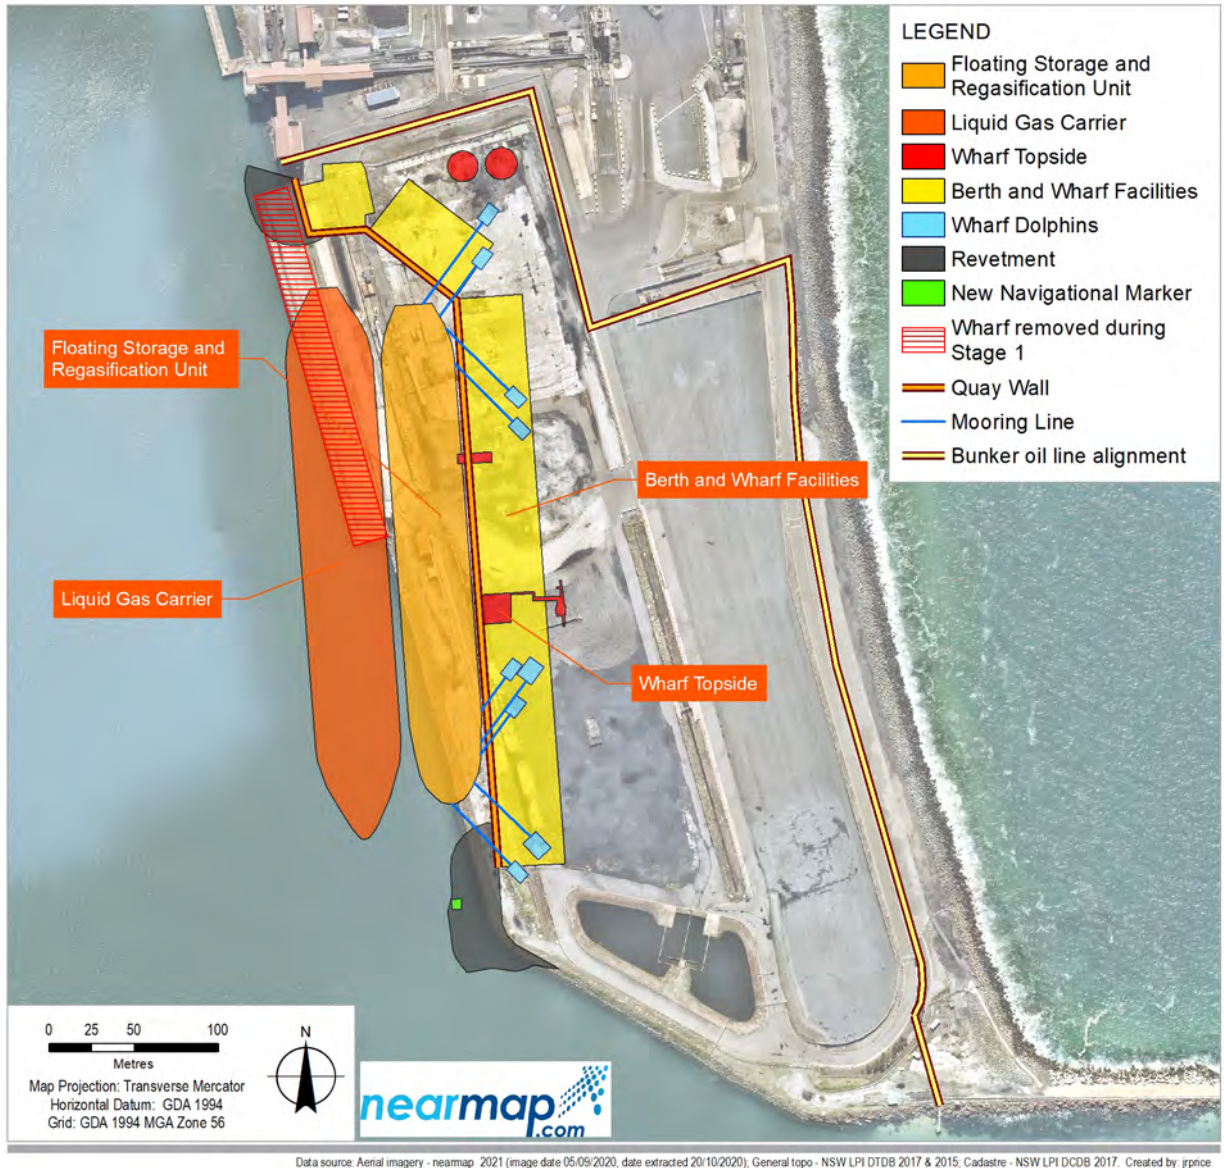 LEGEND
Floating Storage and
Regasification Unit
Liquid Gas Carrier
Wharf Topside
Berth and Wharf Facilities
Wharf Dolphins
Revetment
New Navigational Marker
Wharf removed during
Stage 1
Quay Wall
Mooring Line
Bunker oil line alignment
Floating Storage and
Regasification Unit
Berth and Wharf Facilities
Liquid Gas Carrier
Wharf Topside
0 25 50 100
Metres
Map Projection: Transverse Mercator
Horizontal Datum: GDA 1994
Grid: GDA 1994 MGA Zone 56
N
nearmap
.com
Data source: Aerial imagery - nearmap 2021 (image date 05/09/2020, date extracted 20/10/2020); General topo - NSW LPI DTDB 2017 & 2015; Cadastre - NSW LPI DCDB 2017. Created by: jrprice